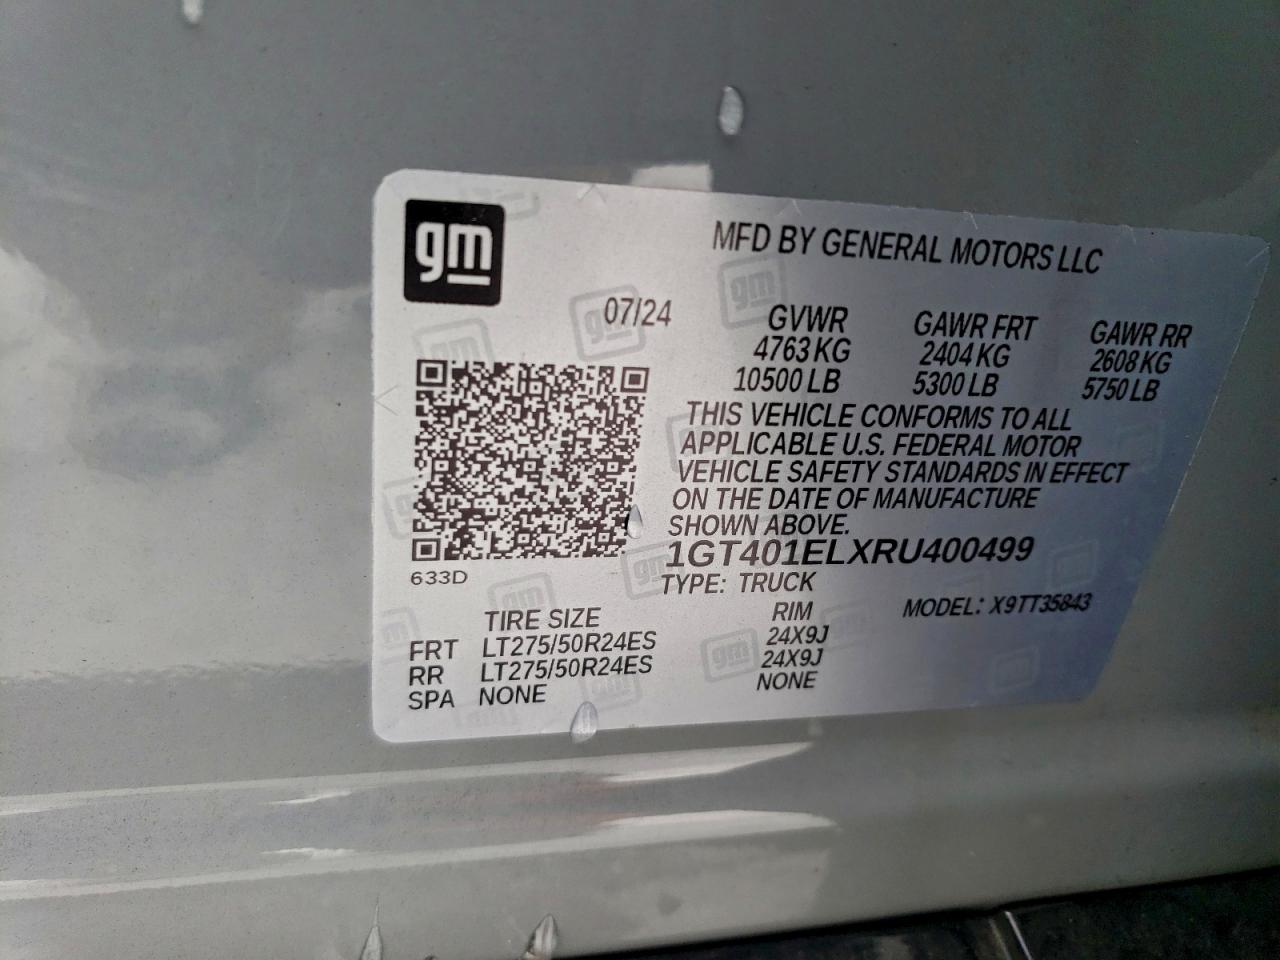 gm
MFD BY GENERAL MOTORS LLC
07/24
GVWR GAWR FRT GAWR RR
4763 KG 2404 KG 2608 KG
10500 LB 5300 LB 5750 LB
THIS VEHICLE CONFORMS TO ALL
APPLICABLE U.S. FEDERAL MOTOR
VEHICLE SAFETY STANDARDS IN EFFECT
ON THE DATE OF MANUFACTURE
SHOWN ABOVE.
1GT401ELXRU400499
TYPE: TRUCK
633D
MODEL: X9TT35843
TIRE SIZE RIM
FRT LT275/50R24ES 24X9J
RR LT275/50R24ES 24X9J
SPA NONE NONE